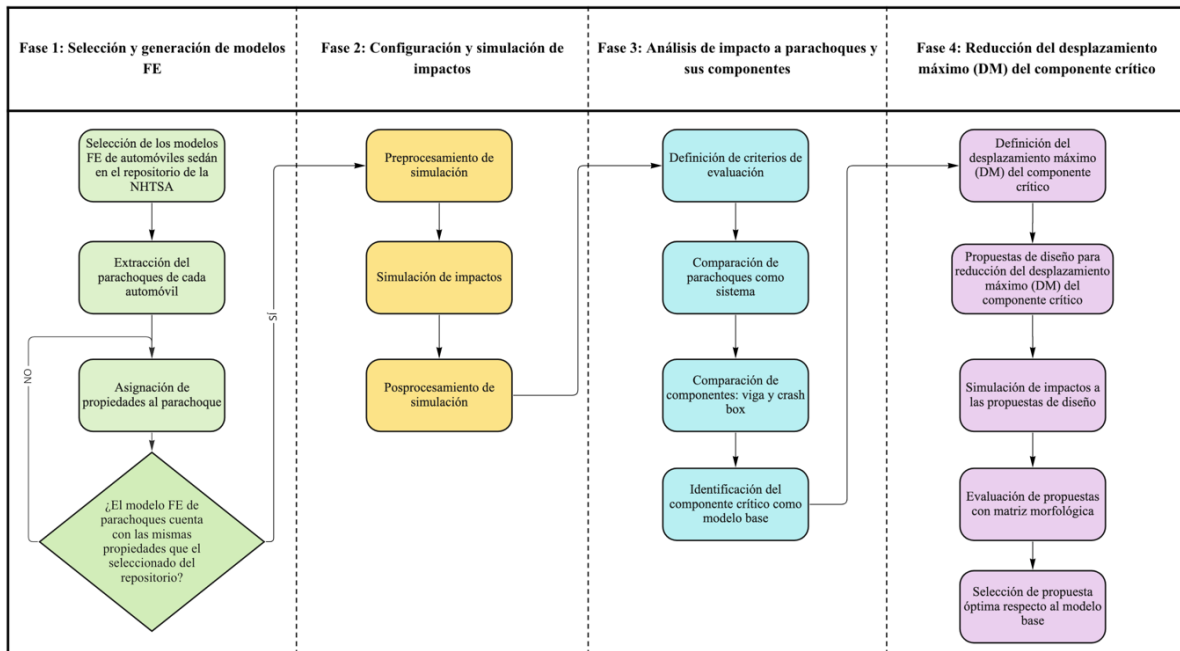 Fase 1: Selección y generación de modelos
FE
Fase 2: Configuración y simulación de
impactos
Fase 3: Análisis de impacto a parachoques y
sus componentes
Fase 4: Reducción del desplazamiento
máximo (DM) del componente crítico
Selección de los modelos
FE de automóviles sedán
en el repositorio de la
NHTSA
Extracción del
parachoques de cada
automóvil
Asignación de
propiedades al parachoque
¿El modelo FE de
parachoques cuenta
con las mismas
propiedades que el
seleccionado del
repositorio?
NO
SÍ
Preprocesamiento de
simulación
Simulación de impactos
Posprocesamiento de
simulación
Definición de criterios de
evaluación
Comparación de
parachoques como
sistema
Comparación de
componentes: viga y crash
box
Identificación del
componente crítico como
modelo base
Definición del
desplazamiento máximo
(DM) del componente
crítico
Propuestas de diseño para
reducción del desplazamiento
máximo (DM) del
componente crítico
Simulación de impactos a
las propuestas de diseño
Evaluación de propuestas
con matriz morfológica
Selección de propuesta
óptima respecto al modelo
base